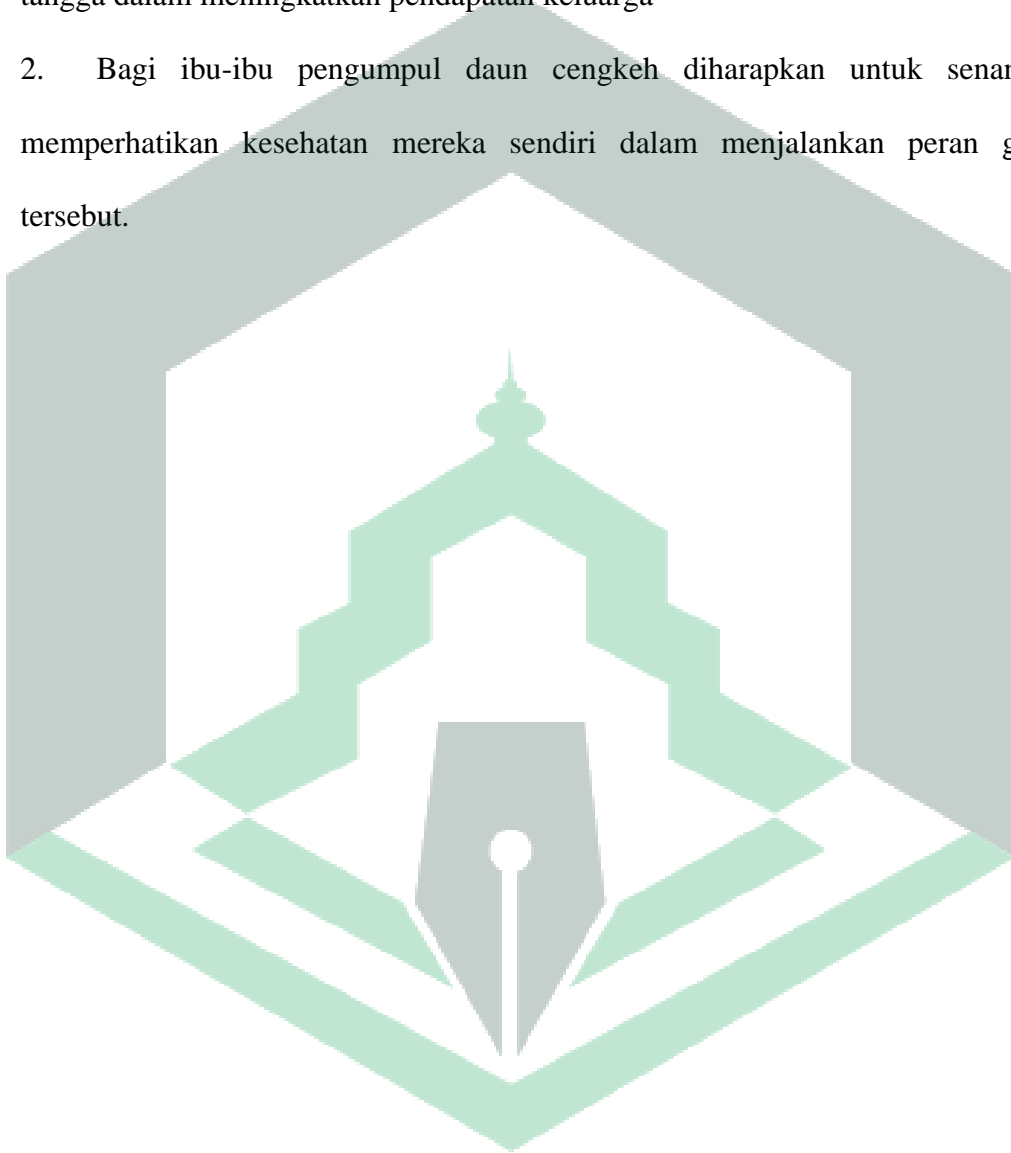 tangga dalam meningkatkan pendapatan keluarga
2. Bagi ibu-ibu pengumpul daun cengkeh diharapkan untuk
memperhatikan kesehatan mereka sendiri dalam menjalankan peran
tersebut.